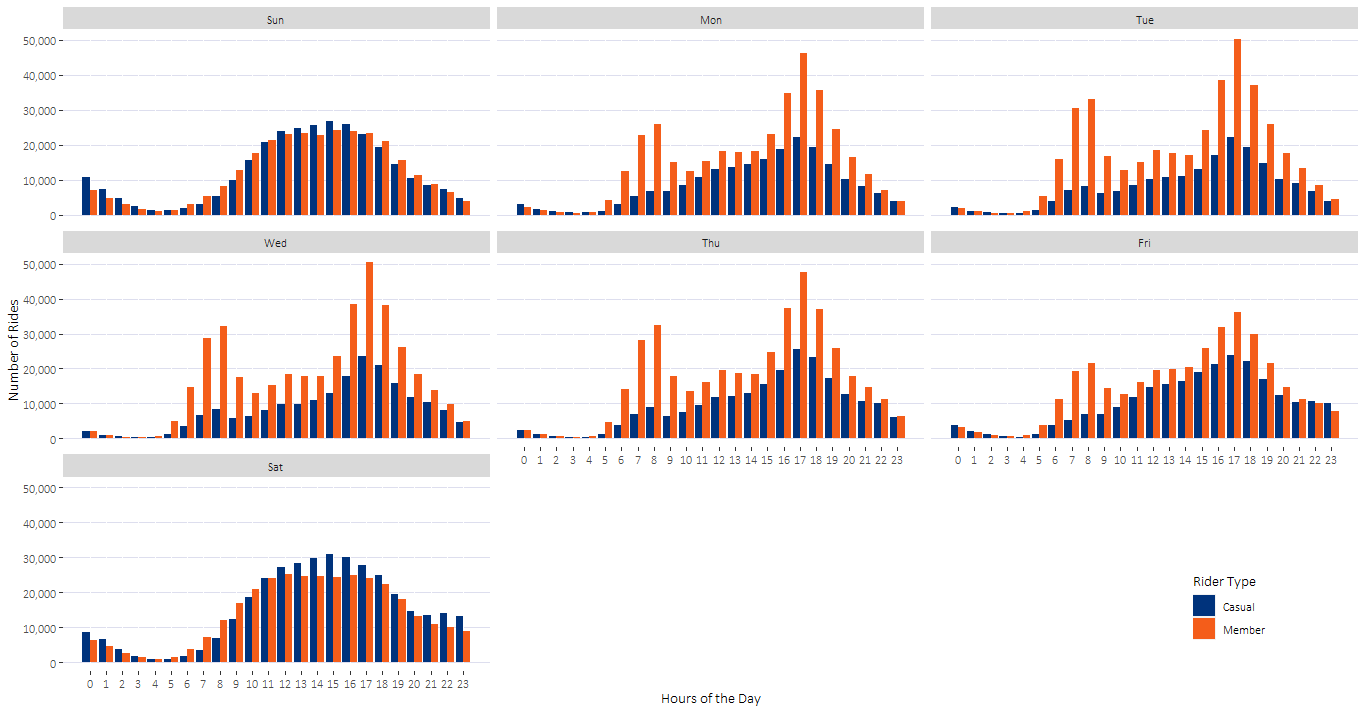 Sun Mon Tue
50,000
40,000
30,000
20,000
10,000
0
Wed Thu Fri
50,000
40,000
30,000
20,000
10,000
0
0 1 2 3 4 5 6 7 8 9 10 11 12 13 14 15 16 17 18 19 20 21 22 23
0 1 2 3 4 5 6 7 8 9 10 11 12 13 14 15 16 17 18 19 20 21 22 23
Sat
50,000
40,000
30,000
20,000
10,000
0
0 1 2 3 4 5 6 7 8 9 10 11 12 13 14 15 16 17 18 19 20 21 22 23
Number of Rides
Hours of the Day
Rider Type
Casual
Member